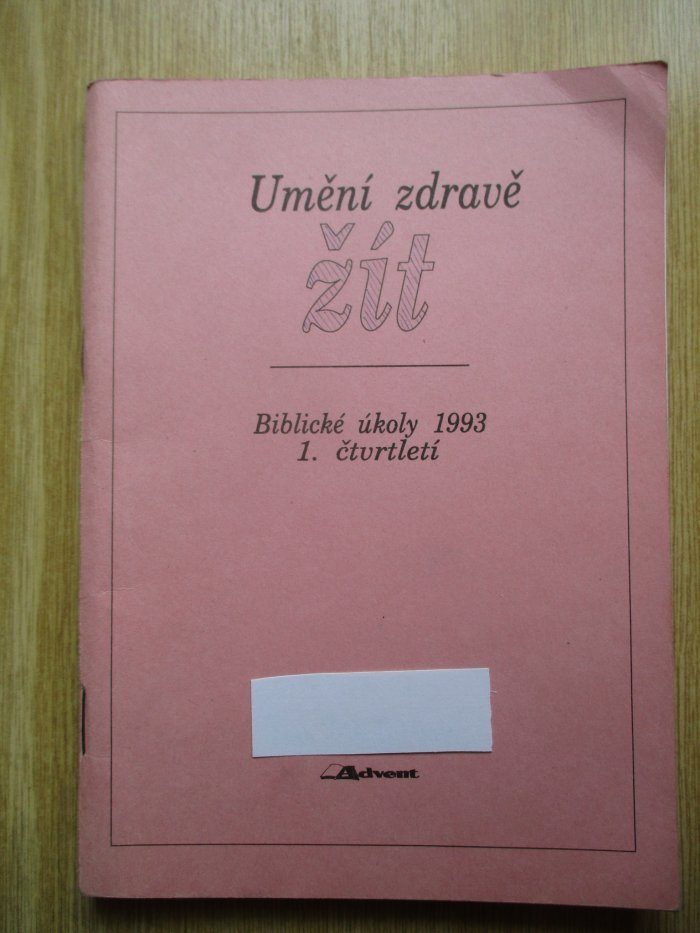 Umění zdravě
žít
Biblické úkoly 1993
1. čtvrtletí
Advent